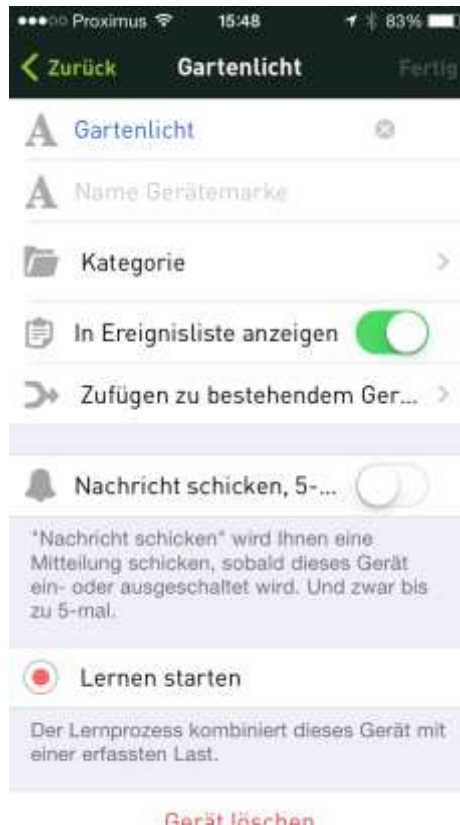 Proximus 15:48 83%
Zurück Gartenlicht Fertig
Gartenlicht
Name Gerätemarke
Kategorie
In Ereignisliste anzeigen
Zufügen zu bestehendem Ger...
Nachricht schicken, 5-...
"Nachricht schicken" wird Ihnen eine
Mitteilung schicken, sobald dieses Gerät
ein- oder ausgeschaltet wird. Und zwar bis
zu 5-mal.
Lernen starten
Der Lernprozess kombiniert dieses Gerät mit
einer erfassten Last.
Gerät löschen